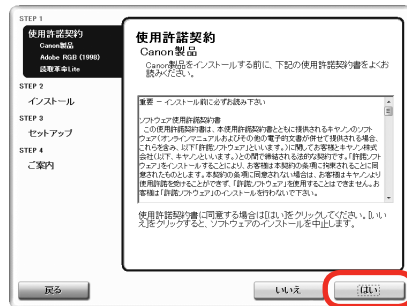 STEP 1
使用許諾契約
Canon製品
Adobe RGB (1998)
読取革命Lite
STEP 2
インストール
STEP 3
セットアップ
STEP 4
ご案内
使用許諾契約
Canon製品
Canon製品をインストールする前に、下記の使用許諾契約書をよくお
読みください。
重要 − インストール前に必ずお読み下さい
ソフトウェア使用許諾契約書
この使用許諾契約書は、本使用許諾契約書とともに提供されるキヤノンのソフト
ウェア(オンラインマニュアルおよびその他の電子的文書が併せて提供される場合、
これらを含み、以下「許諾ソフトウェア」といいます。)に関してお客様とキヤノン株式
会社(以下、キヤノンといいます。)との間で締結される法的な契約です。「許諾ソフト
ウェア」をインストールすることにより、お客様は本契約の条項に拘束されることに同
意されたものとします。本契約の条項に同意されない場合は、お客様はキヤノンより
使用許諾を受けることができず、「許諾ソフトウェア」を使用することはできません。お
客様は「許諾ソフトウェア」のインストールを行わないで下さい。
使用許諾契約書に同意する場合は[はい]をクリックしてください。[いい
え]をクリックすると、ソフトウェアのインストールを中止します。
戻る
いいえ
はい